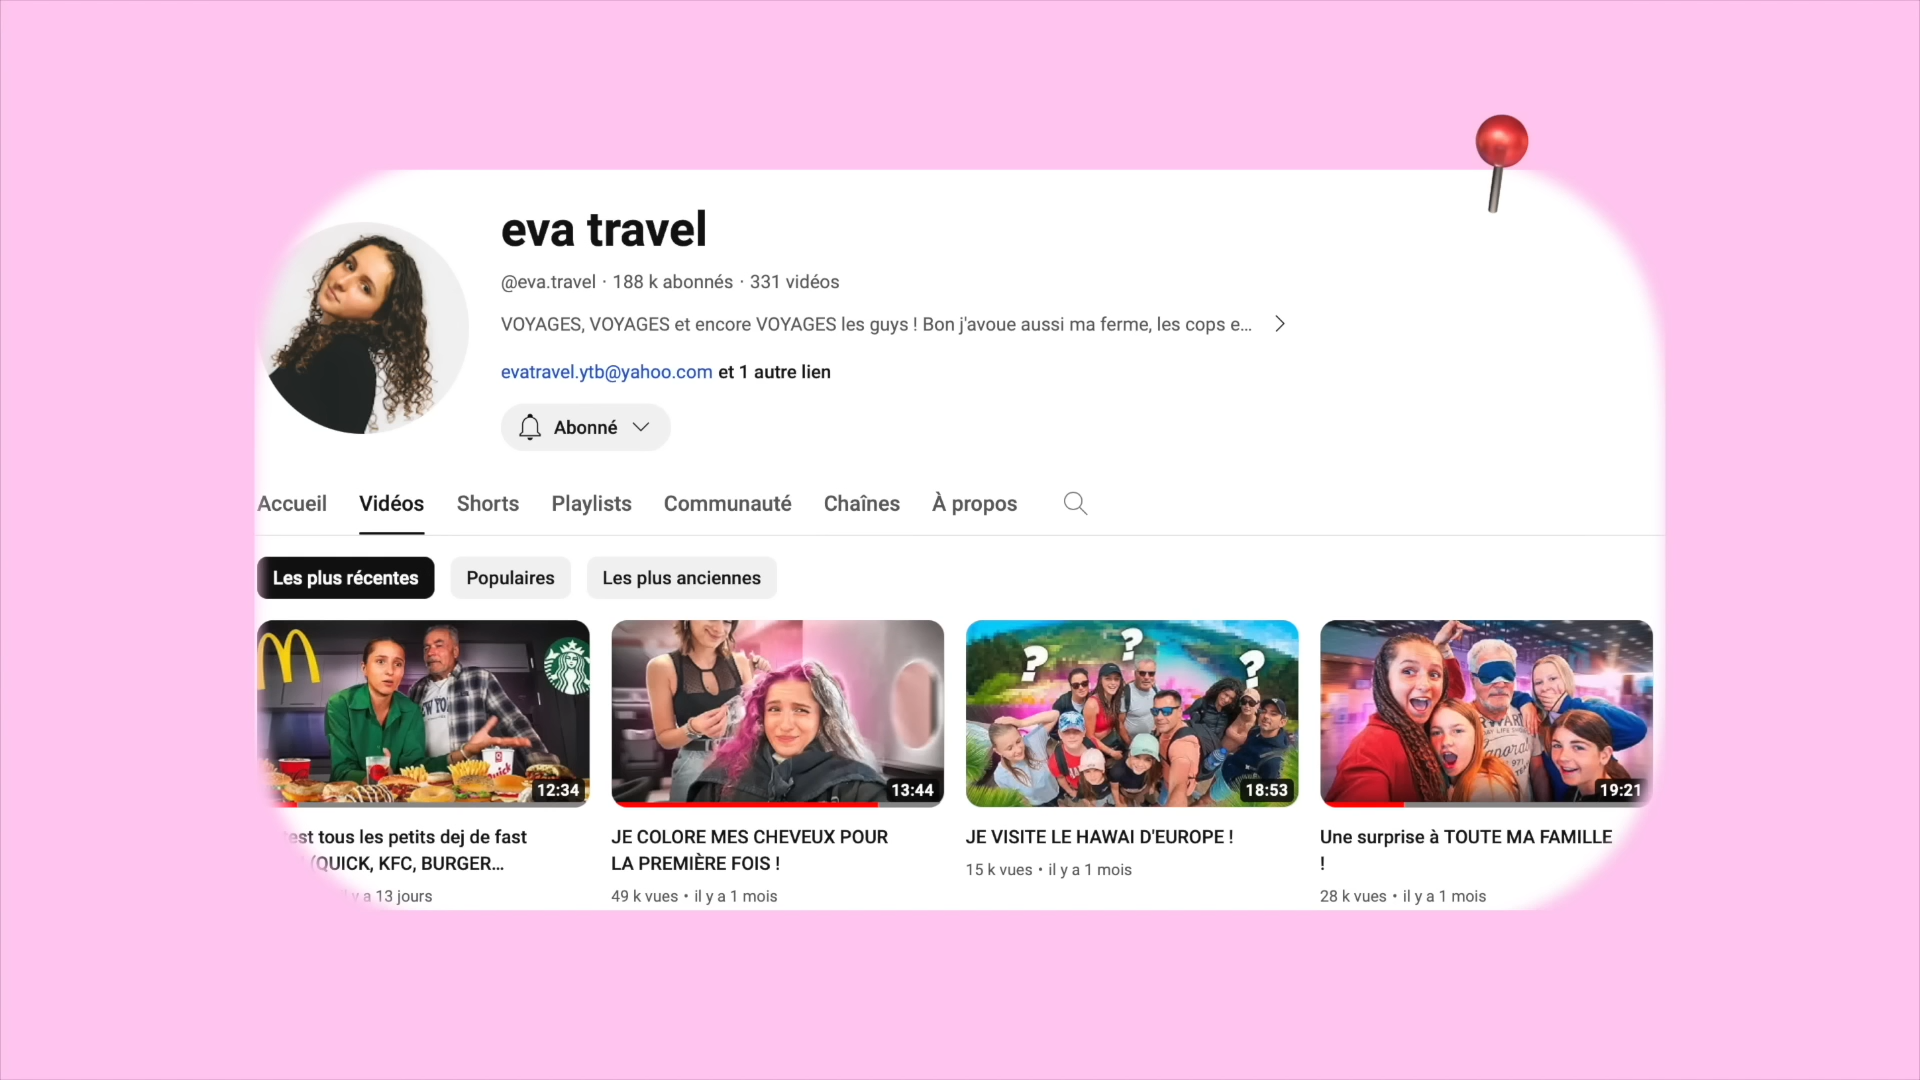 eva travel
@eva.travel · 188 k abonnés · 331 vidéos
VOYAGES, VOYAGES et encore VOYAGES les guys ! Bon j'avoue aussi ma ferme, les cops e...
evatravel.ytb@yahoo.com et 1 autre lien
Abonné
Accueil Vidéos Shorts Playlists Communauté Chaînes À propos
Les plus récentes Populaires Les plus anciennes
12:34 13:44 18:53 19:21
est tous les petits dej de fast
(QUICK, KFC, BURGER...
y a 13 jours
JE COLORE MES CHEVEUX POUR
LA PREMIÈRE FOIS !
49 k vues • il y a 1 mois
JE VISITE LE HAWAI D'EUROPE !
15 k vues • il y a 1 mois
Une surprise à TOUTE MA FAMILLE
!
28 k vues • il y a 1 mois